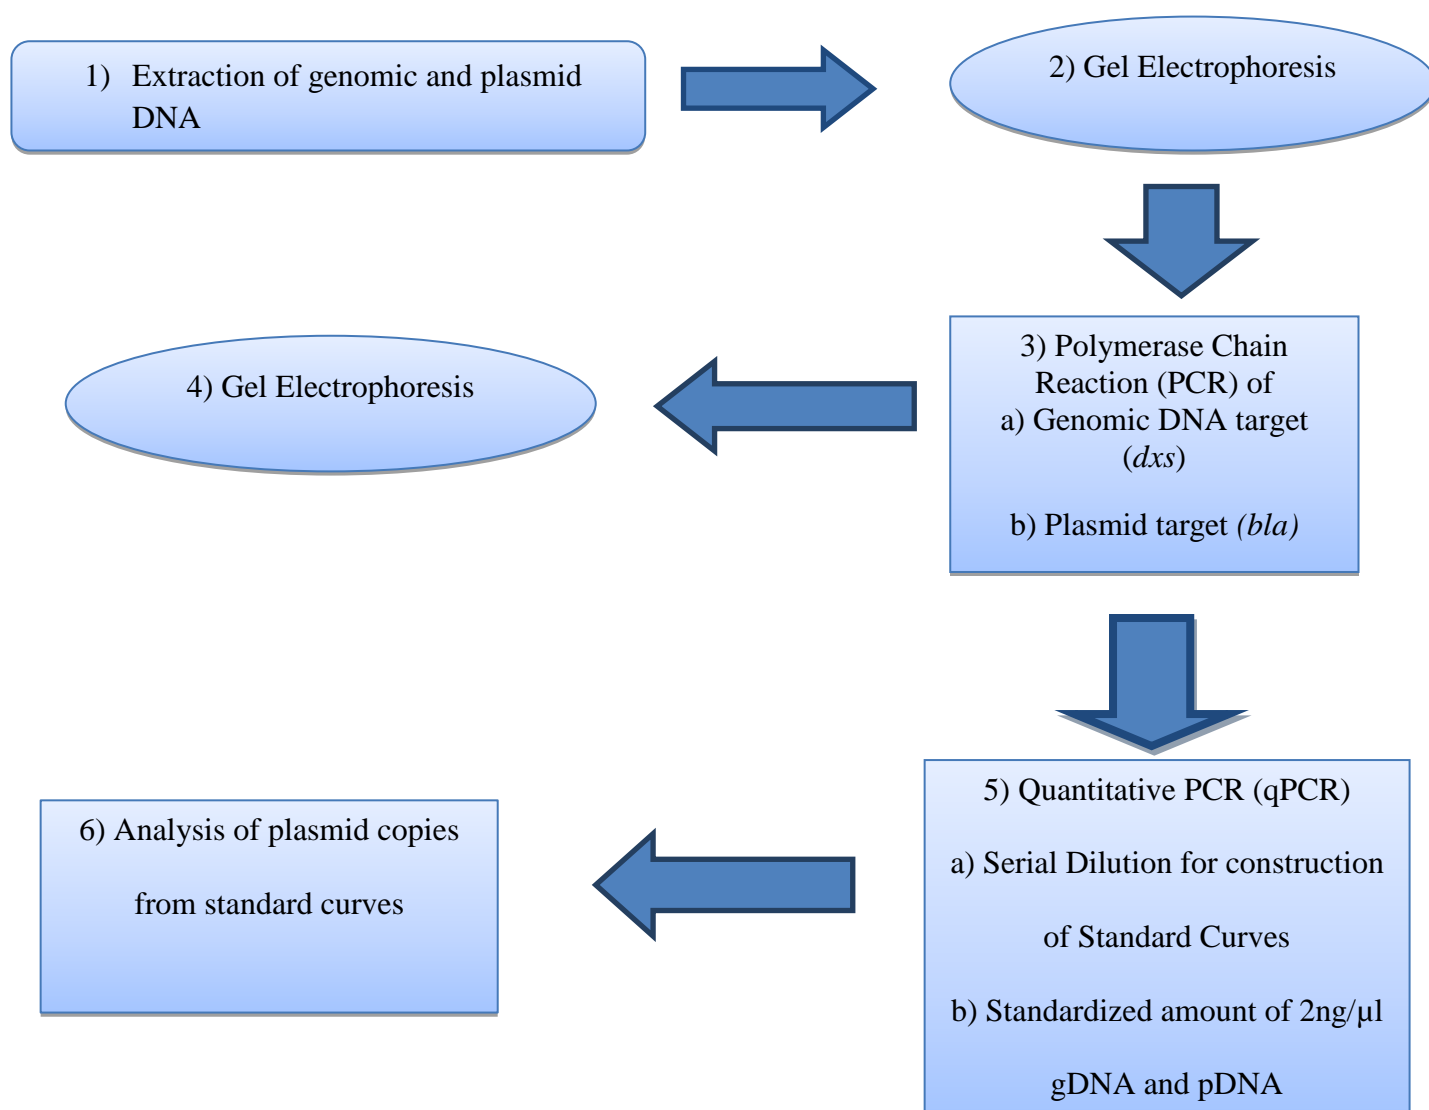 1) Extraction of genomic and plasmid
DNA
2) Gel Electrophoresis
3) Polymerase Chain
Reaction (PCR) of
a) Genomic DNA target
(dxs)
b) Plasmid target (bla)
4) Gel Electrophoresis
5) Quantitative PCR (qPCR)
a) Serial Dilution for construction
of Standard Curves
b) Standardized amount of 2ng/µl
gDNA and pDNA
6) Analysis of plasmid copies
from standard curves